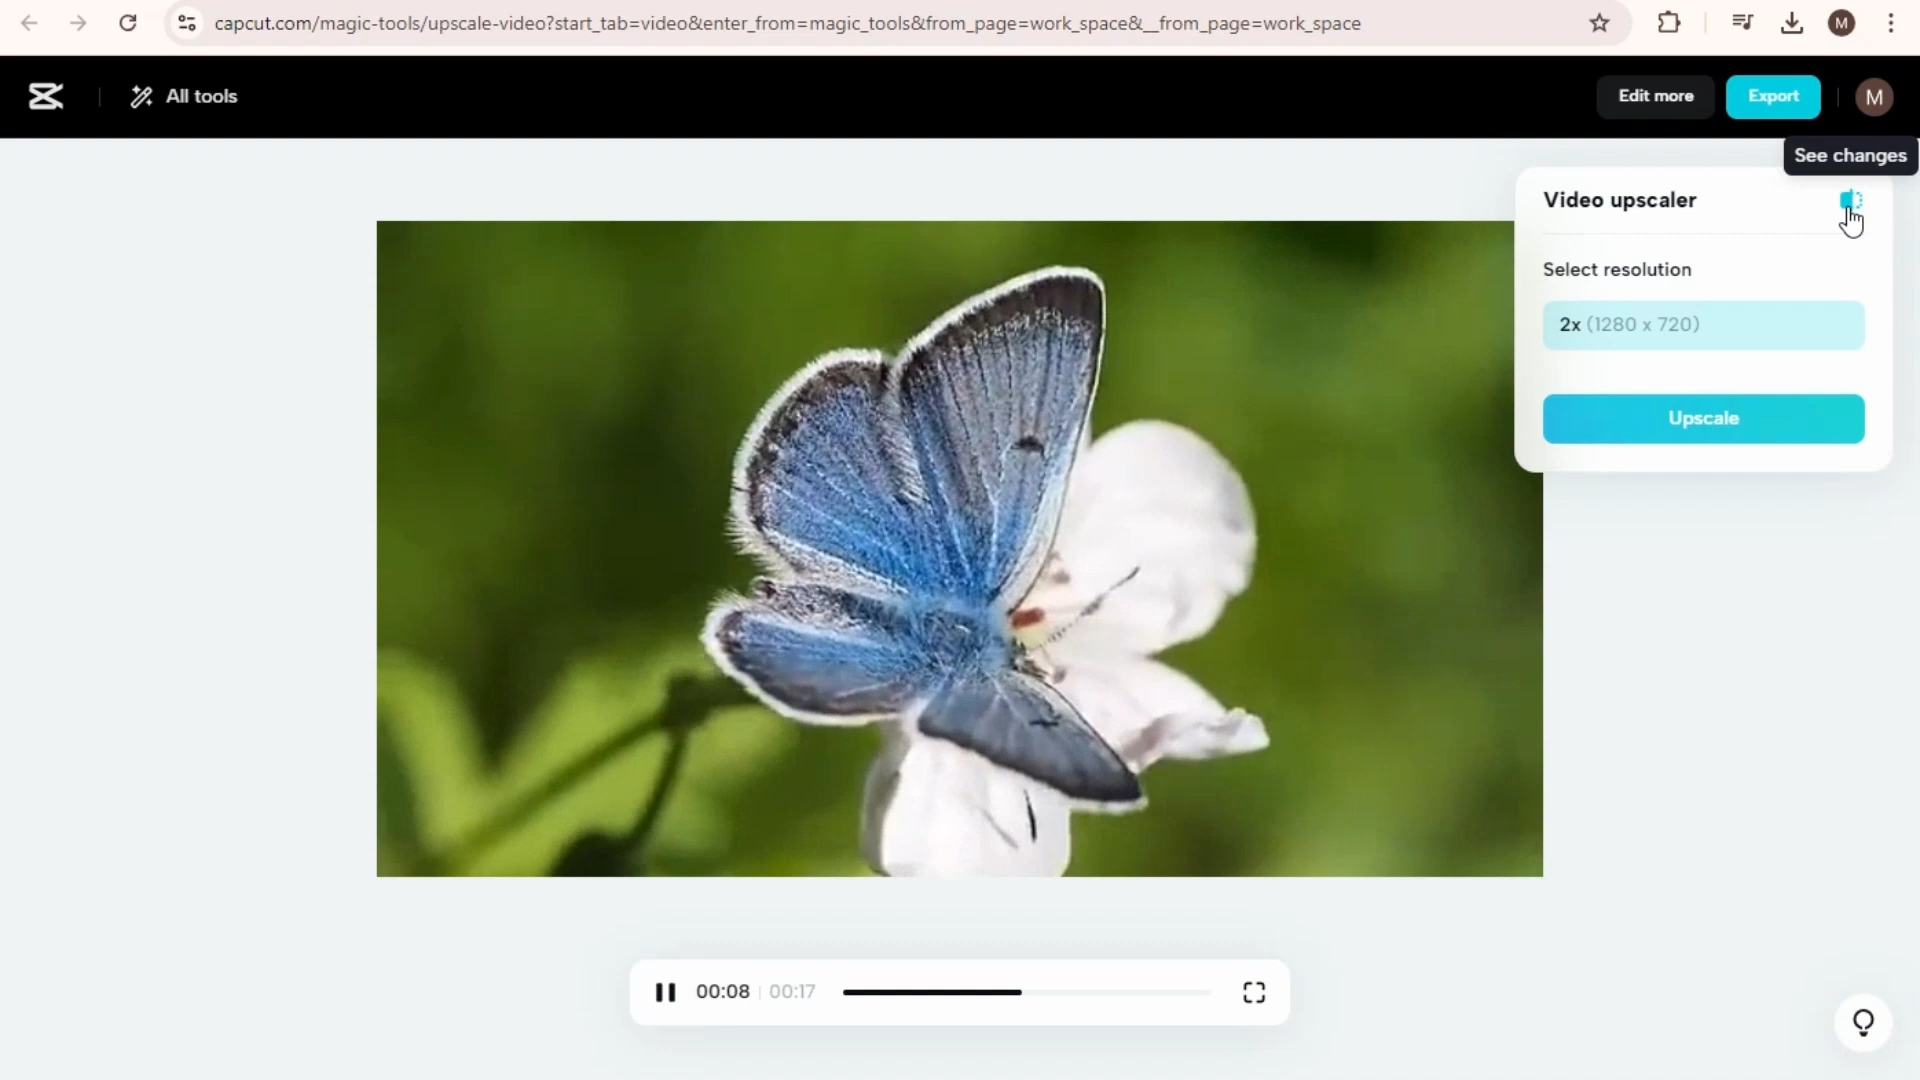 capcut.com/magic-tools/upscale-video?start_tab=video&enter_from=magic_tools&from_page=work_space&__from_page=work_space
M
All tools
Edit more
Export
M
See changes
Video upscaler
Select resolution
2x (1280 x 720)
Upscale
00:08 | 00:17